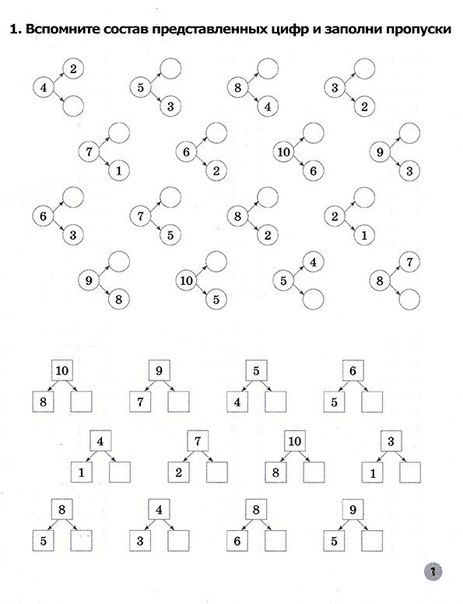 1. Вспомните состав представленных цифр и заполни пропуски
2
4 5 8 3
3 4 2
7 6 10 9
1 2 6 3
6 7 8 2
3 5 2 1
4 7
9 10 5 8
8 5
10 9 5 6
8 7 4 5
4 7 10 3
1 2 8 1
8 4 8 9
5 3 6 5
1